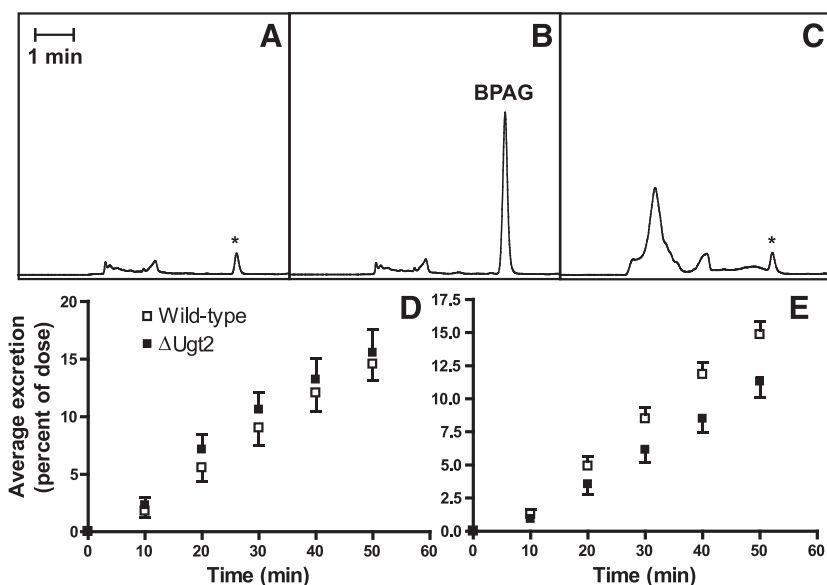 A
B
C
1 min
BPAG
*
*
D
E
Wild-type
ΔUgt2
Average excretion
(percent of dose)
20
15
10
5
0
0 10 20 30 40 50 60
Time (min)
17.5
15.0
12.5
10.0
7.5
5.0
2.5
0.0
0 10 20 30 40 50 60
Time (min)